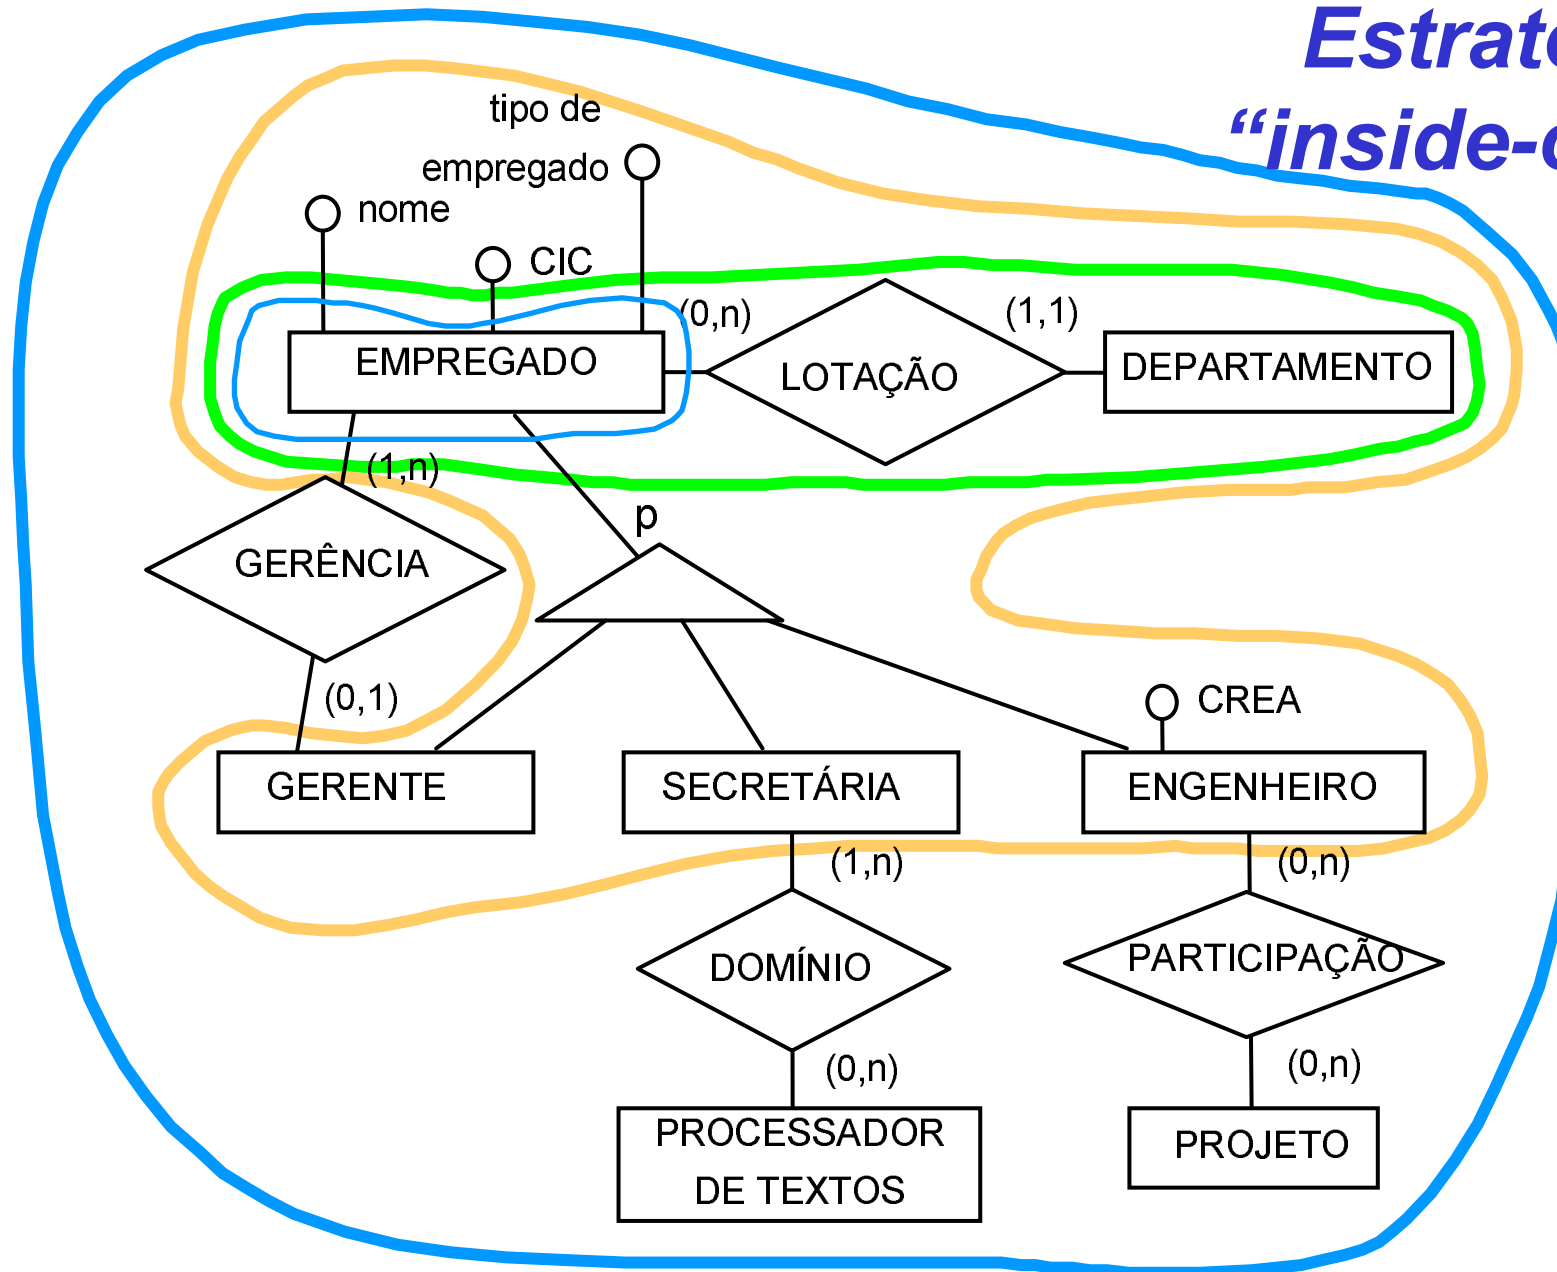 Estraté
“inside-o
tipo de
empregado
nome
CIC
(0,n)
(1,1)
EMPREGADO
LOTAÇÃO
DEPARTAMENTO
(1,n)
p
GERÊNCIA
(0,1)
CREA
GERENTE
SECRETÁRIA
ENGENHEIRO
(1,n)
(0,n)
DOMÍNIO
PARTICIPAÇÃO
(0,n)
(0,n)
PROCESSADOR
DE TEXTOS
PROJETO